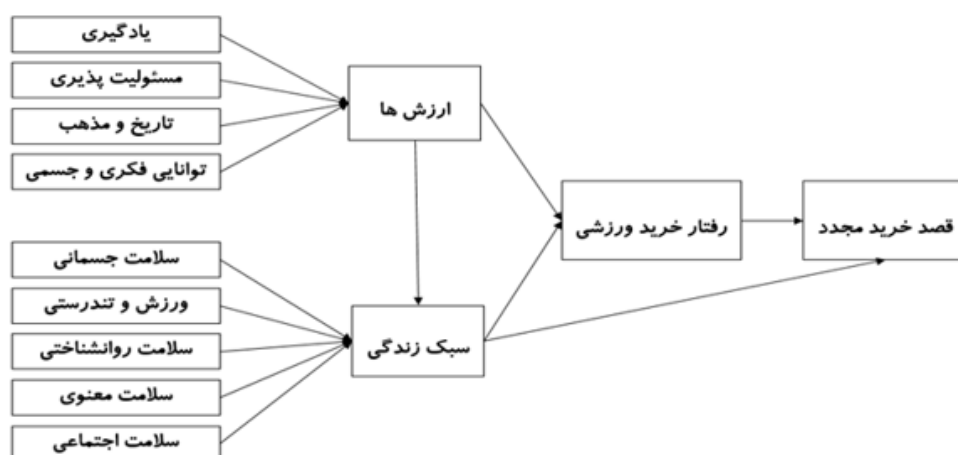 یادگیری
مسئولیت پذیری
تاریخ و مذهب
توانایی فکری و جسمی
ارزش ها
رفتار خرید ورزشی
قصد خرید مجدد
سلامت جسمانی
ورزش و تندرستی
سلامت روانشناختی
سلامت معنوی
سلامت اجتماعی
سبک زندگی